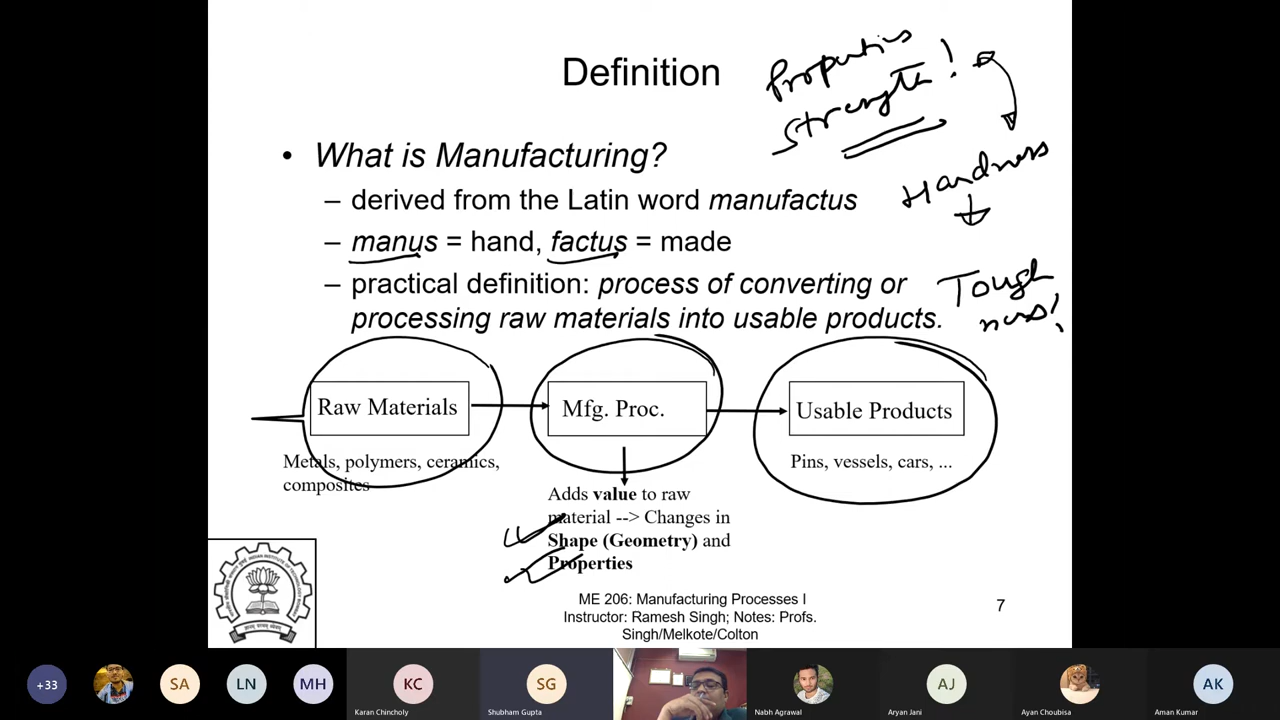 Definition
Properties
Strength!
Hardness
Tough
ness!
• What is Manufacturing?
– derived from the Latin word manufactus
– manus = hand, factus = made
– practical definition: process of converting or
processing raw materials into usable products.
Raw Materials
Mfg. Proc.
Usable Products
Metals, polymers, ceramics,
composites
Pins, vessels, cars, ...
Adds value to raw
material --> Changes in
Shape (Geometry) and
Properties
ME 206: Manufacturing Processes I
Instructor: Ramesh Singh; Notes: Profs.
Singh/Melkote/Colton
7
+33
SA
LN
MH
KC
SG
AJ
AK
Karan Chincholy
Shubham Gupta
Nabh Agrawal
Aryan Jani
Ayan Choubisa
Aman Kumar